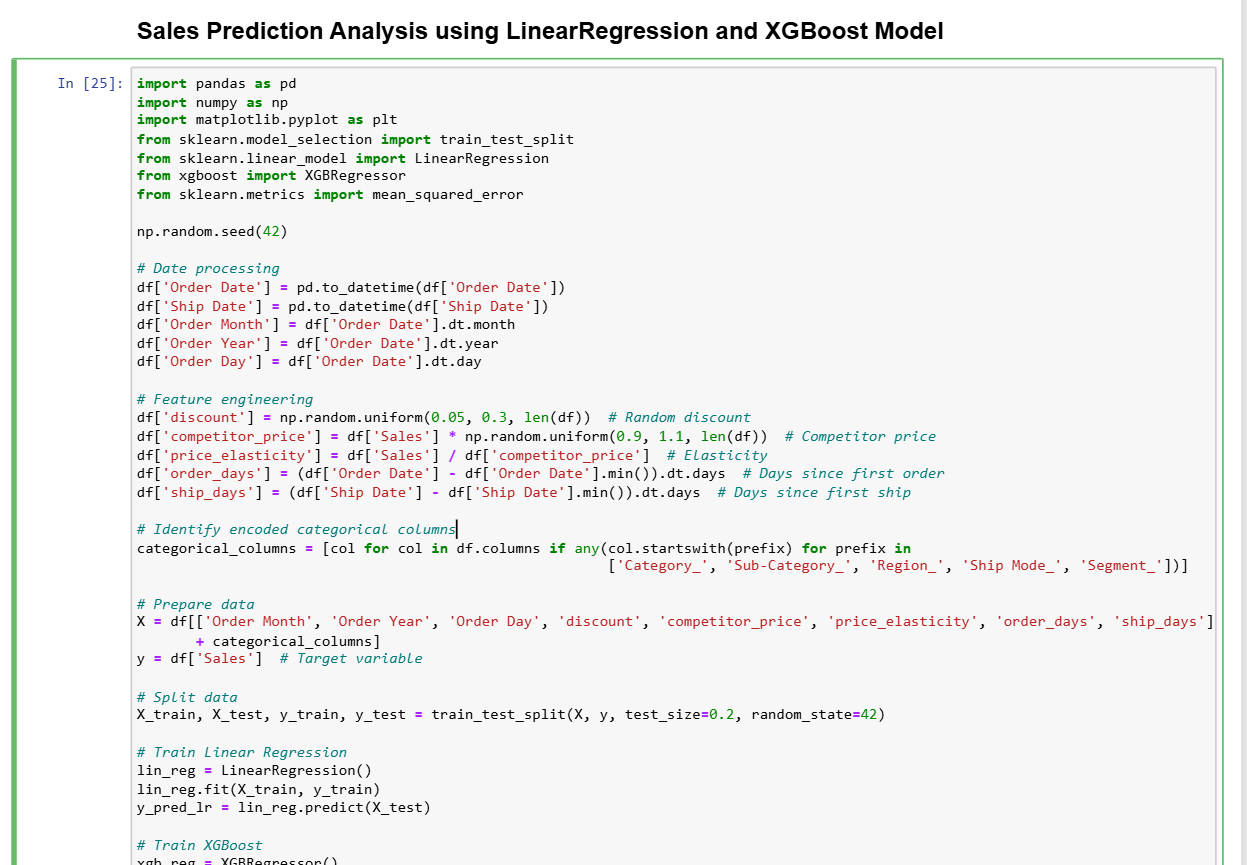 Sales Prediction Analysis using LinearRegression and XGBoost Model
In [25]: import pandas as pd
import numpy as np
import matplotlib.pyplot as plt
from sklearn.model_selection import train_test_split
from sklearn.linear_model import LinearRegression
from xgboost import XGBRegressor
from sklearn.metrics import mean_squared_error
np.random.seed(42)
# Date processing
df['Order Date'] = pd.to_datetime(df['Order Date'])
df['Ship Date'] = pd.to_datetime(df['Ship Date'])
df['Order Month'] = df['Order Date'].dt.month
df['Order Year'] = df['Order Date'].dt.year
df['Order Day'] = df['Order Date'].dt.day
# Feature engineering
df['discount'] = np.random.uniform(0.05, 0.3, len(df))  # Random discount
df['competitor_price'] = df['Sales'] * np.random.uniform(0.9, 1.1, len(df))  # Competitor price
df['price_elasticity'] = df['Sales'] / df['competitor_price']  # Elasticity
df['order_days'] = (df['Order Date'] - df['Order Date'].min()).dt.days  # Days since first order
df['ship_days'] = (df['Ship Date'] - df['Ship Date'].min()).dt.days  # Days since first ship
# Identify encoded categorical columns
categorical_columns = [col for col in df.columns if any(col.startswith(prefix) for prefix in
['Category_', 'Sub-Category_', 'Region_', 'Ship Mode_', 'Segment_'])]
# Prepare data
X = df[['Order Month', 'Order Year', 'Order Day', 'discount', 'competitor_price', 'price_elasticity', 'order_days', 'ship_days']
+ categorical_columns]
y = df['Sales']  # Target variable
# Split data
X_train, X_test, y_train, y_test = train_test_split(X, y, test_size=0.2, random_state=42)
# Train Linear Regression
lin_reg = LinearRegression()
lin_reg.fit(X_train, y_train)
y_pred_lr = lin_reg.predict(X_test)
# Train XGBoost
xgb_reg = XGBRegressor()